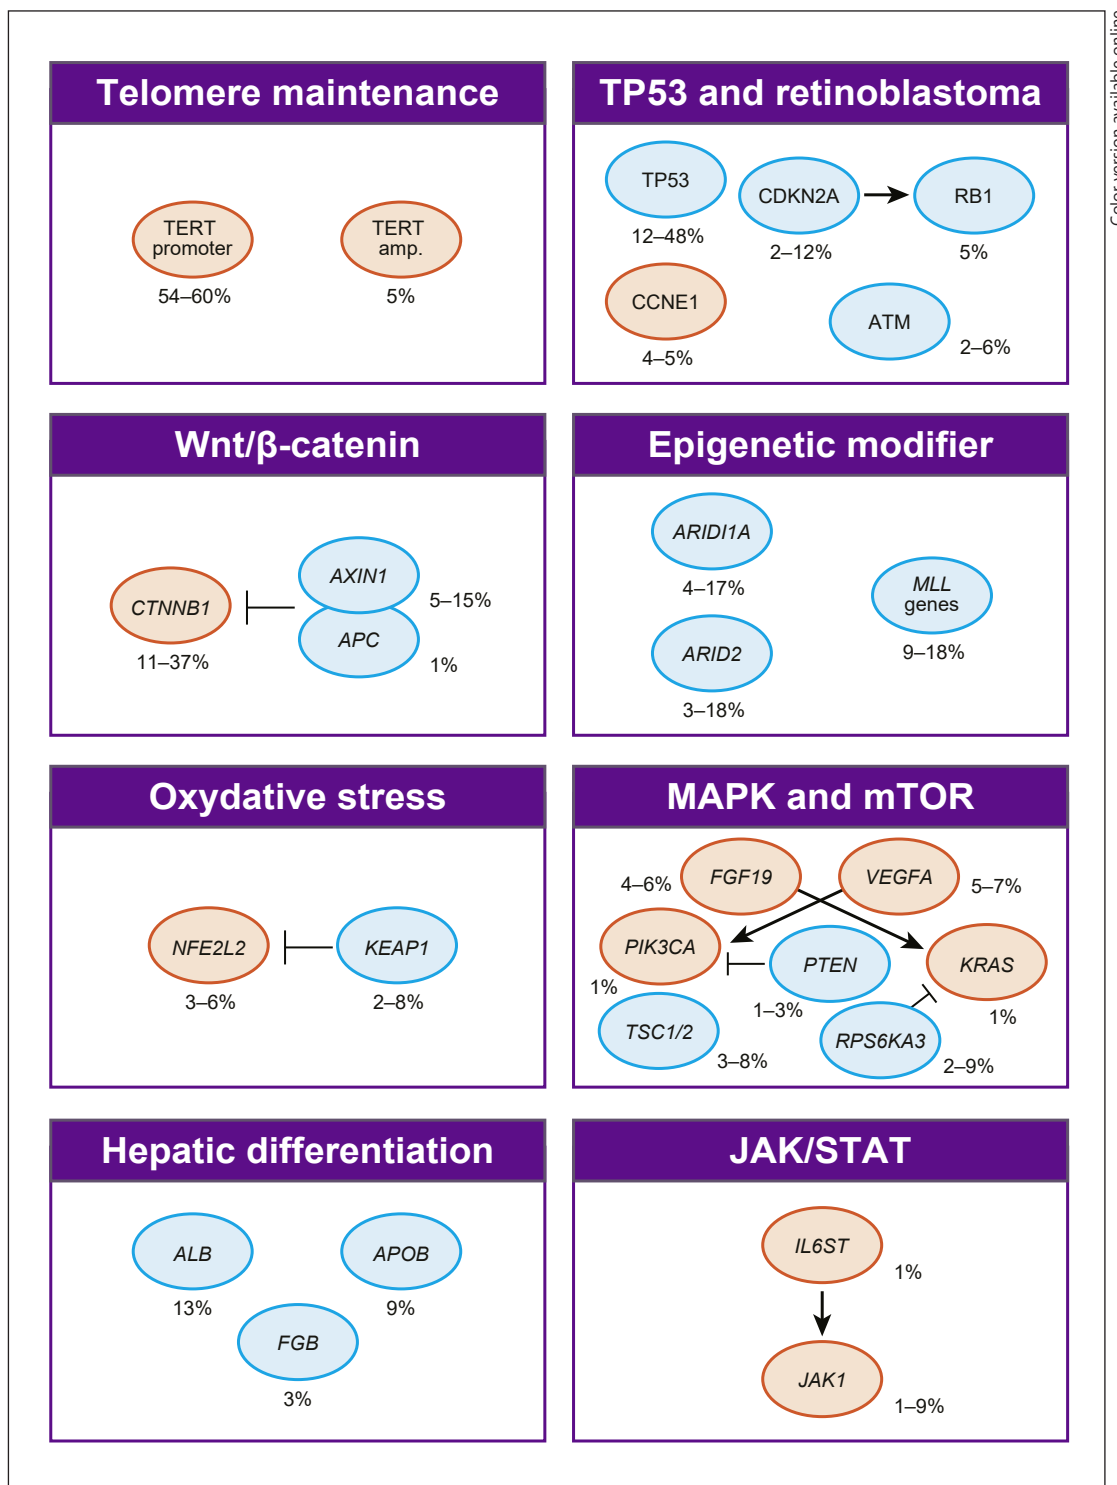 Color version available online
Telomere maintenance
TERT
promoter
54–60%
TERT
amp.
5%
TP53 and retinoblastoma
TP53
12–48%
CDKN2A
2–12%
RB1
5%
CCNE1
4–5%
ATM
2–6%
Wnt/β-catenin
CTNNB1
11–37%
AXIN1
5–15%
APC
1%
Epigenetic modifier
ARIDI1A
4–17%
MLL
genes
9–18%
ARID2
3–18%
Oxydative stress
NFE2L2
3–6%
KEAP1
2–8%
MAPK and mTOR
4–6%
FGF19
VEGFA
5–7%
PIK3CA
1%
PTEN
1–3%
KRAS
1%
TSC1/2
3–8%
RPS6KA3
2–9%
Hepatic differentiation
ALB
13%
APOB
9%
FGB
3%
JAK/STAT
IL6ST
1%
JAK1
1–9%